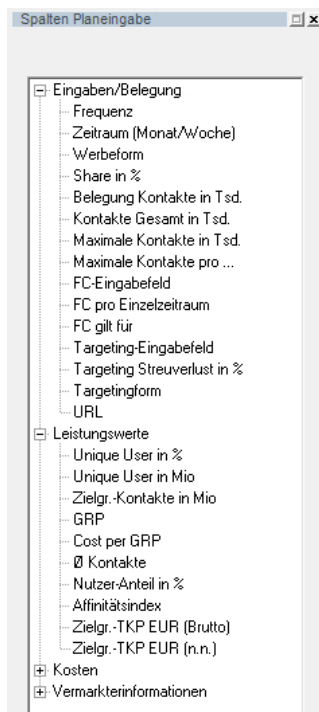 Spalten Planeingabe
Eingaben/Belegung
Frequenz
Zeitraum (Monat/Woche)
Werbeform
Share in %
Belegung Kontakte in Tsd.
Kontakte Gesamt in Tsd.
Maximale Kontakte in Tsd.
Maximale Kontakte pro ...
FC-Eingabefeld
FC pro Einzelzeitraum
FC gilt für
Targeting-Eingabefeld
Targeting Streuverlust in %
Targetingform
URL
Leistungswerte
Unique User in %
Unique User in Mio
Zielgr.-Kontakte in Mio
GRP
Cost per GRP
Ø Kontakte
Nutzer-Anteil in %
Affinitätsindex
Zielgr.-TKP EUR (Brutto)
Zielgr.-TKP EUR (n.n.)
Kosten
Vermarkterinformationen